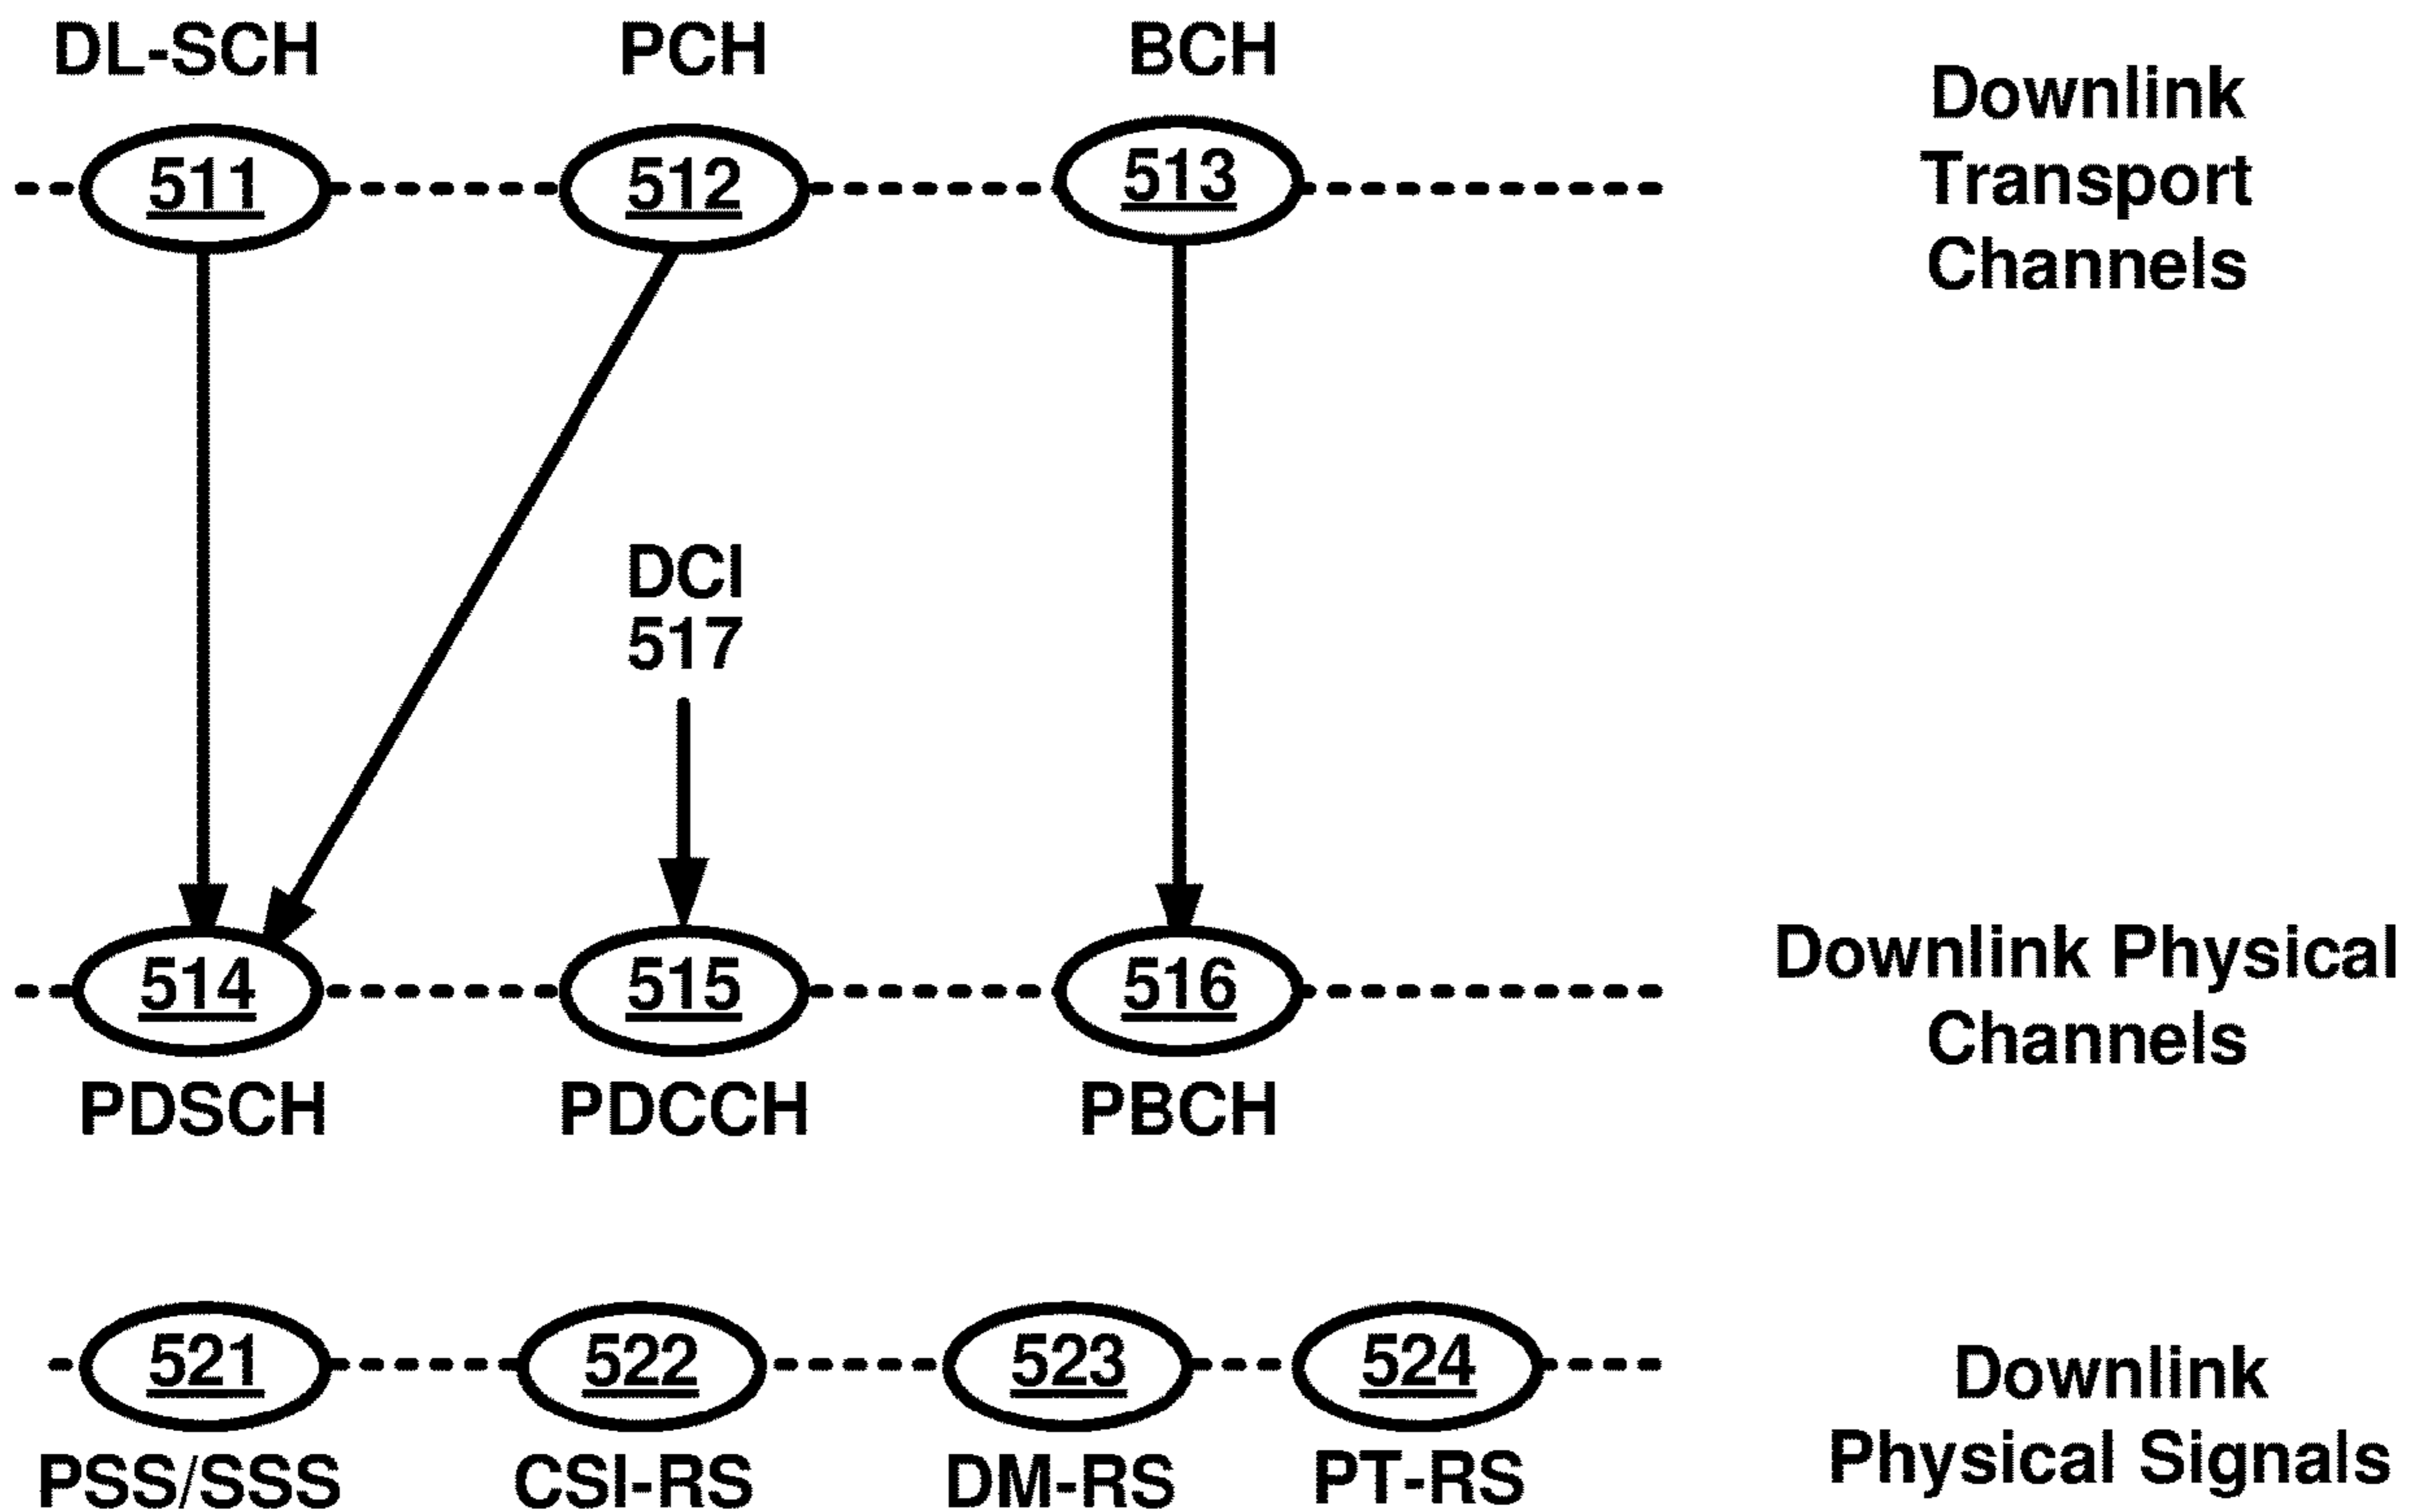 DL-SCH
PCH
BCH
511
512
513
Downlink
Transport
Channels
DCI
517
514
515
516
Downlink Physical
Channels
PDSCH
PDCCH
PBCH
521
522
523
524
Downlink
Physical Signals
PSS/SSS
CSI-RS
DM-RS
PT-RS